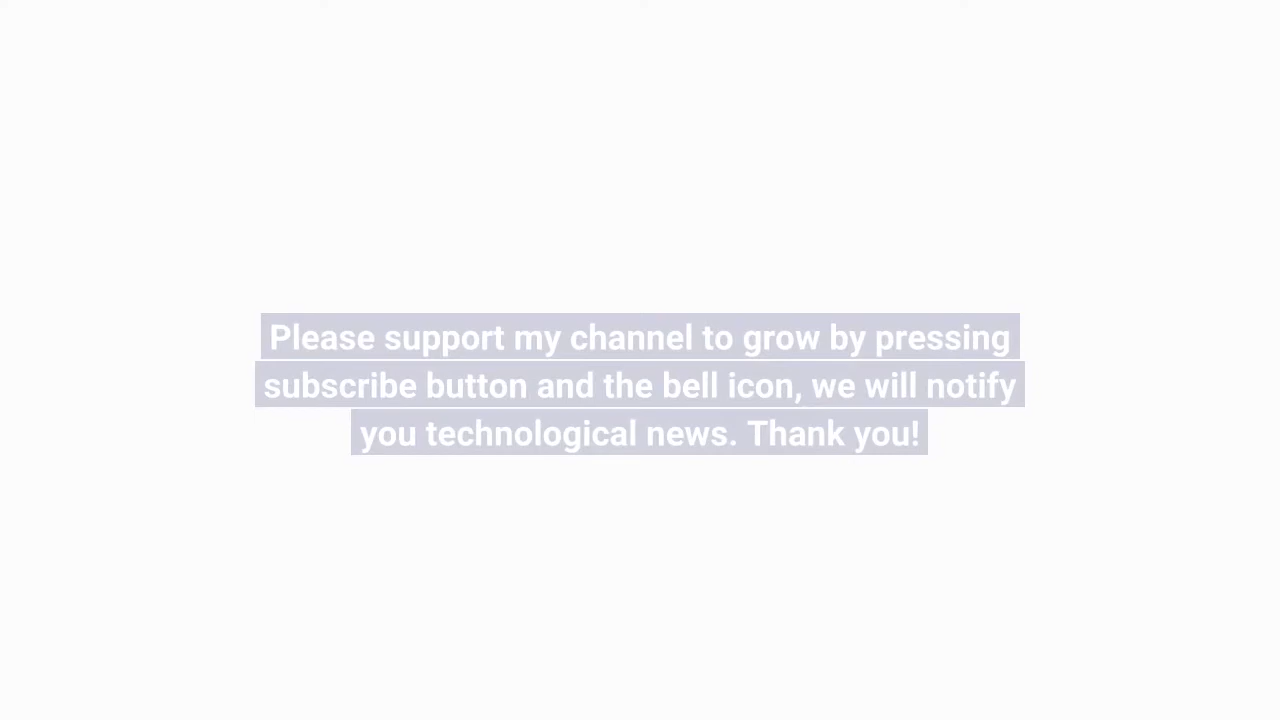 Please support my channel to grow by pressing
subscribe button and the bell icon, we will notify
you technological news. Thank you!